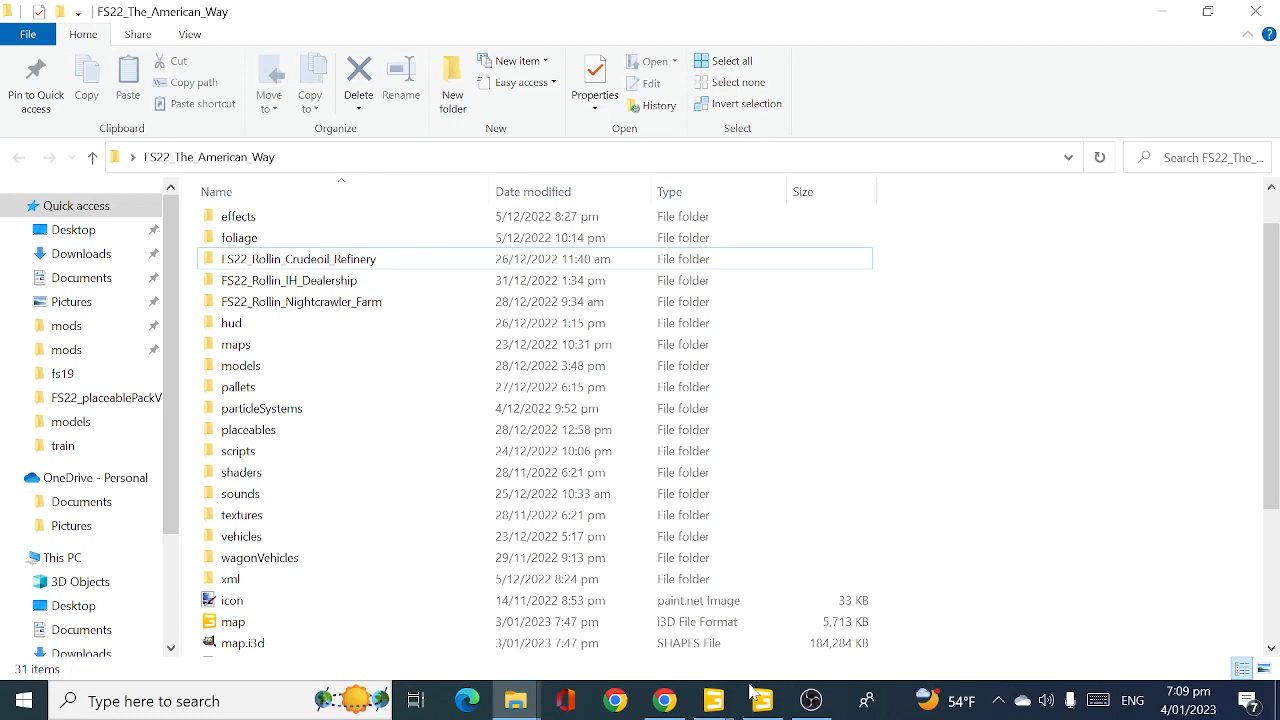 FS22_The_American_Way
File Home Share View
Pin to Quick access
Copy
Paste
Cut
Copy path
Paste shortcut
Clipboard
Move to
Copy to
Delete
Rename
Organize
New folder
New item
Easy access
New
Properties
Open
Edit
History
Open
Select all
Select none
Invert selection
Select
FS22_The_American_Way
Search FS22_The_...
Quick access
Desktop
Downloads
Documents
Pictures
mods
mods
fs19
FS22_placeablePackV
models
train
OneDrive - Personal
Documents
Pictures
This PC
3D Objects
Desktop
Documents
Downloads
Name Date modified Type Size
effects 5/12/2022 8:27 pm File folder
foliage 5/12/2022 10:14 pm File folder
FS22_Rollin_Crudeoil_Refinery 26/12/2022 11:40 am File folder
FS22_Rollin_IH_Dealership 31/12/2022 1:34 pm File folder
FS22_Rollin_Nightcrawler_Farm 28/12/2022 9:34 am File folder
hud 26/12/2022 1:15 pm File folder
maps 23/12/2022 10:31 pm File folder
models 28/12/2022 3:48 pm File folder
pallets 27/12/2022 6:15 pm File folder
particleSystems 4/12/2022 9:52 pm File folder
placeables 28/12/2022 12:58 pm File folder
scripts 24/12/2022 10:06 pm File folder
shaders 28/11/2022 6:21 pm File folder
sounds 25/12/2022 10:33 am File folder
textures 28/11/2022 6:21 pm File folder
vehicles 23/12/2022 5:17 pm File folder
wagonVehicles 29/11/2022 9:13 pm File folder
xml 5/12/2022 8:24 pm File folder
icon 14/11/2022 8:53 pm paint.net Image 33 KB
map 3/01/2023 7:47 pm i3D File Format 5,713 KB
map.i3d 3/01/2023 7:47 pm SHAPES File 184,284 KB
31 items
Type here to search
54°F
ENG
7:09 pm
4/01/2023
7